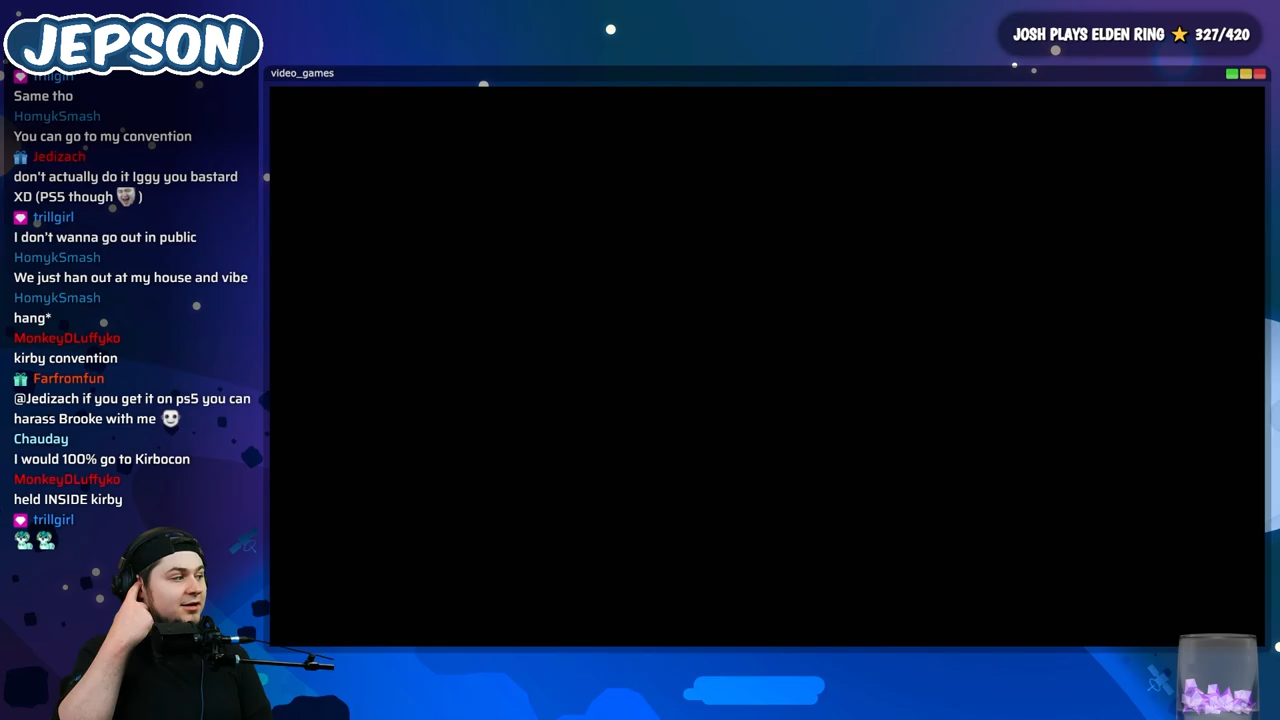 JEPSON
JOSH PLAYS ELDEN RING 327/420
video_games
trillgirl
Same tho
HomykSmash
You can go to my convention
Jedizach
don't actually do it Iggy you bastard
XD (PS5 though )
trillgirl
I don't wanna go out in public
HomykSmash
We just han out at my house and vibe
HomykSmash
hang*
MonkeyDLuffyko
kirby convention
Farfromfun
@Jedizach if you get it on ps5 you can
harass Brooke with me
Chauday
I would 100% go to Kirbocon
MonkeyDLuffyko
held INSIDE kirby
trillgirl